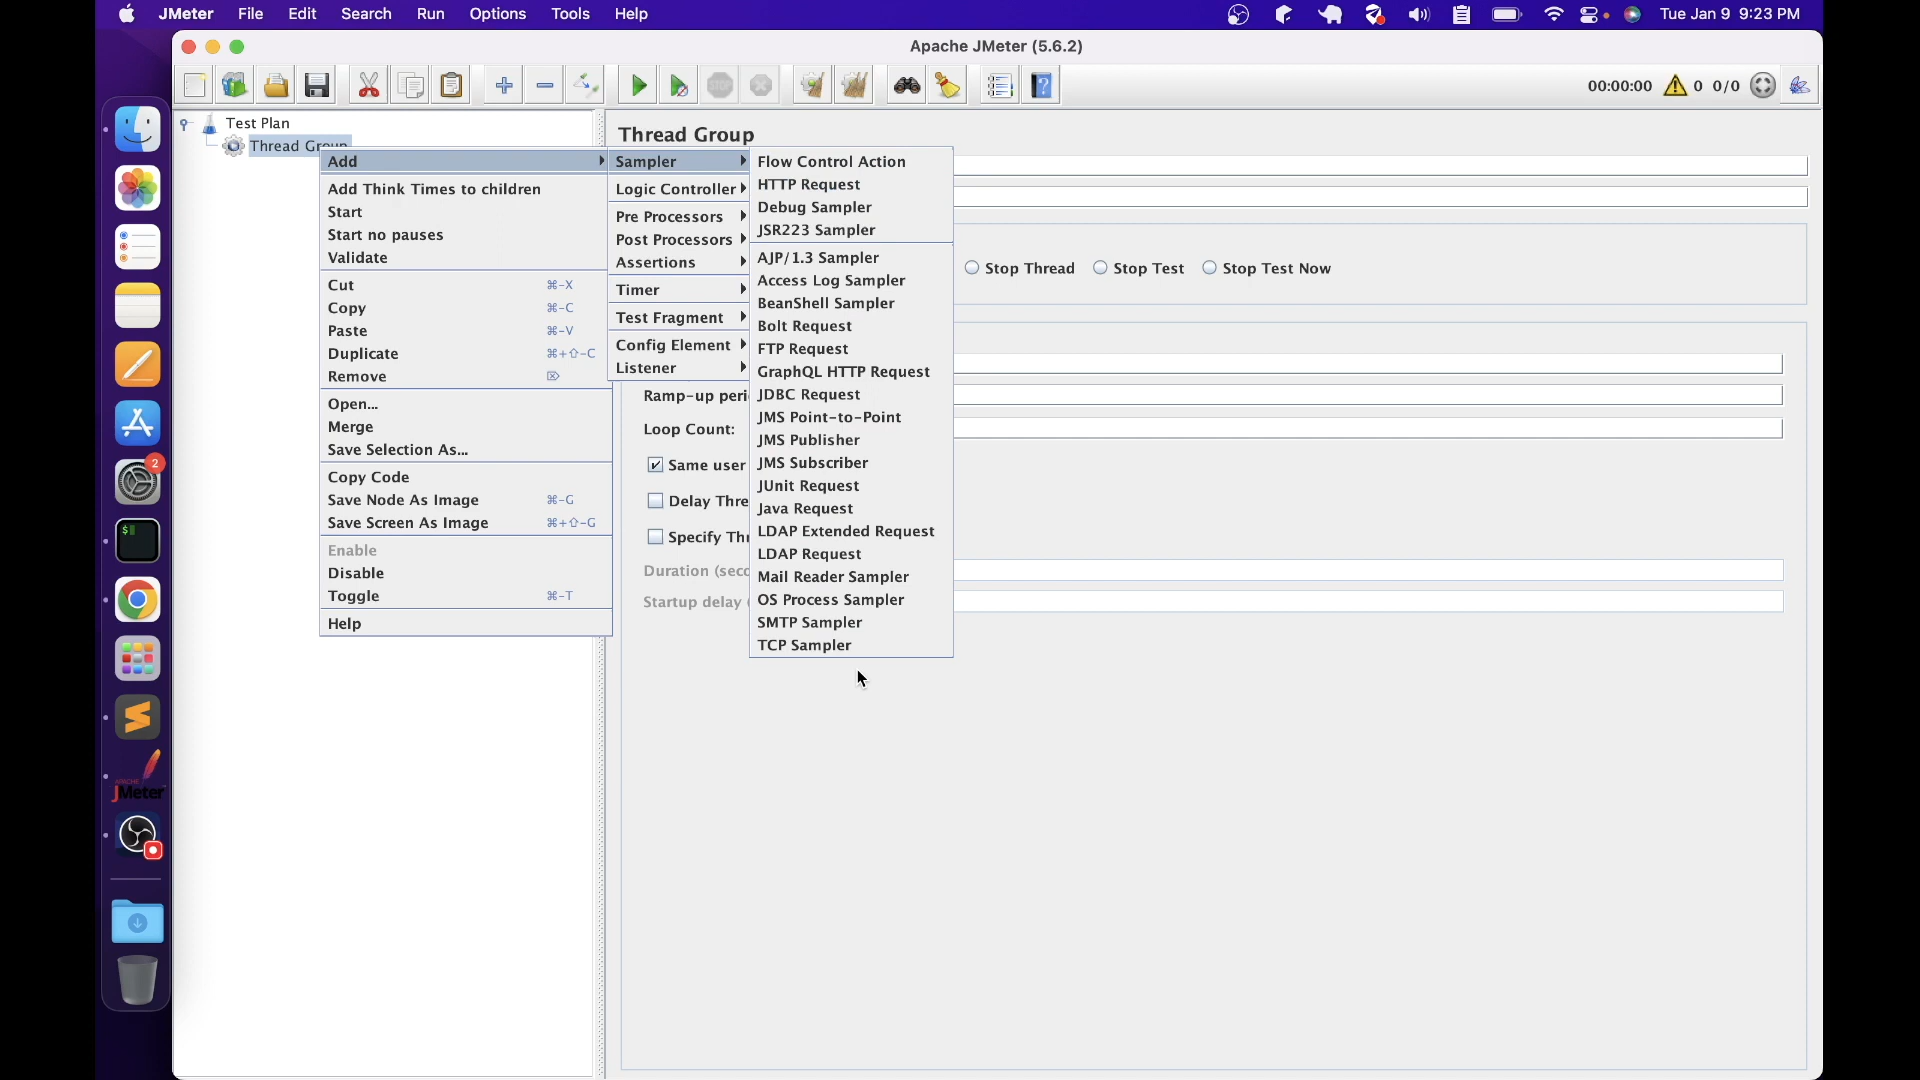 JMeter File Edit Search Run Options Tools Help Tue Jan 9 9:23 PM
Apache JMeter (5.6.2)
STOP 00:00:00 0 0/0
Test Plan
Thread Group
Add
Add Think Times to children
Start
Start no pauses
Validate
Cut ⌘-X
Copy ⌘-C
Paste ⌘-V
Duplicate ⌘+⇧-C
Remove ⌦
Open...
Merge
Save Selection As...
Copy Code
Save Node As Image ⌘-G
Save Screen As Image ⌘+⇧-G
Enable
Disable
Toggle ⌘-T
Help
Sampler
Logic Controller
Pre Processors
Post Processors
Assertions
Timer
Test Fragment
Config Element
Listener
Flow Control Action
HTTP Request
Debug Sampler
JSR223 Sampler
AJP/1.3 Sampler
Access Log Sampler
BeanShell Sampler
Bolt Request
FTP Request
GraphQL HTTP Request
JDBC Request
JMS Point-to-Point
JMS Publisher
JMS Subscriber
JUnit Request
Java Request
LDAP Extended Request
LDAP Request
Mail Reader Sampler
OS Process Sampler
SMTP Sampler
TCP Sampler
Thread Group
Stop Thread Stop Test Stop Test Now
Ramp-up peri
Loop Count:
Same user
Delay Thre
Specify Thr
Duration (seco
Startup delay (
2
$
APACHE
JMeter